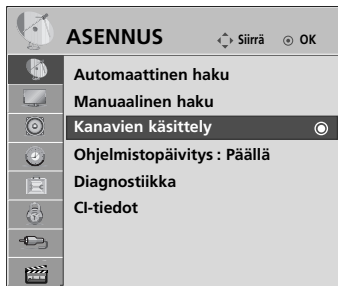 ASENNUS Siirrä OK
Automaattinen haku
Manuaalinen haku
Kanavien käsittely
Ohjelmistopäivitys : Päällä
Diagnostiikka
CI-tiedot